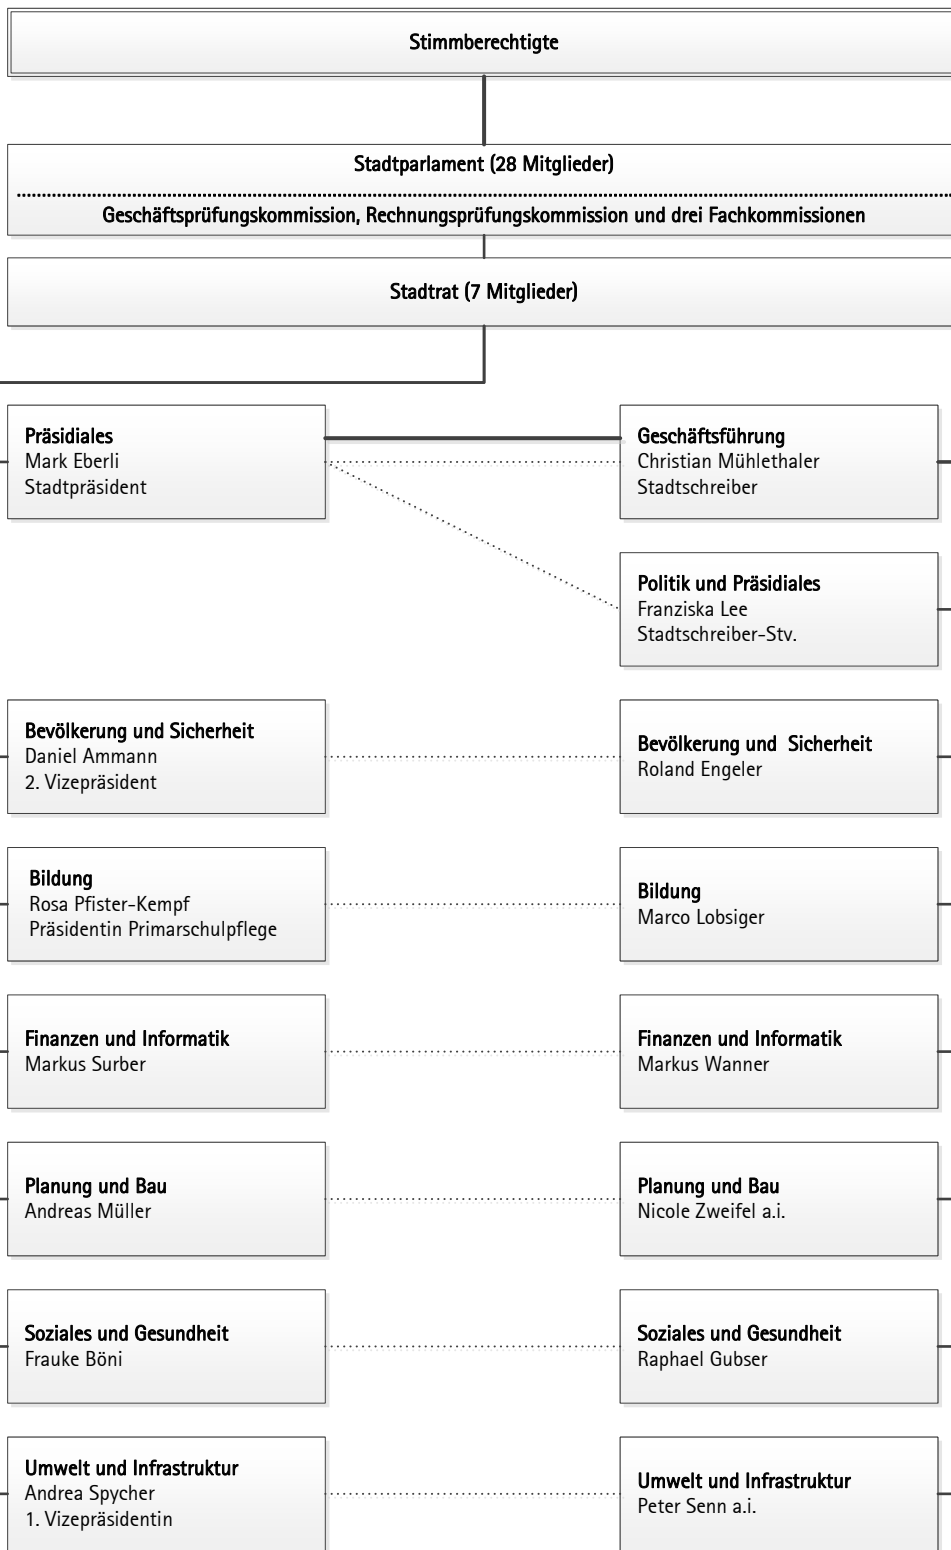 Stimmberechtigte
Stadtparlament (28 Mitglieder)
Geschäftsprüfungskommission, Rechnungsprüfungskommission und drei Fachkommissionen
Stadtrat (7 Mitglieder)
Präsidiales
Mark Eberli
Stadtpräsident
Geschäftsführung
Christian Mühlethaler
Stadtschreiber
Politik und Präsidiales
Franziska Lee
Stadtschreiber-Stv.
Bevölkerung und Sicherheit
Daniel Ammann
2. Vizepräsident
Bevölkerung und Sicherheit
Roland Engeler
Bildung
Rosa Pfister-Kempf
Präsidentin Primarschulpflege
Bildung
Marco Lobsiger
Finanzen und Informatik
Markus Surber
Finanzen und Informatik
Markus Wanner
Planung und Bau
Andreas Müller
Planung und Bau
Nicole Zweifel a.i.
Soziales und Gesundheit
Frauke Böni
Soziales und Gesundheit
Raphael Gubser
Umwelt und Infrastruktur
Andrea Spycher
1. Vizepräsidentin
Umwelt und Infrastruktur
Peter Senn a.i.